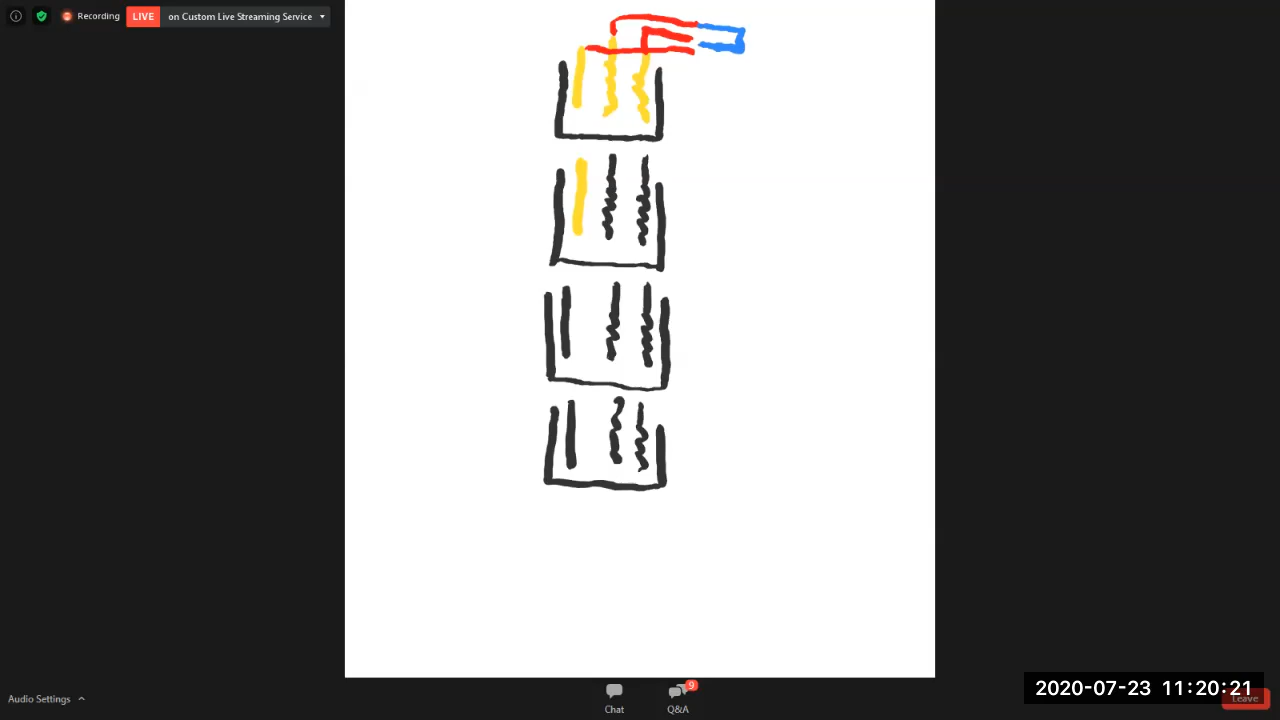 Recording LIVE on Custom Live Streaming Service
Audio Settings
Chat
Q&A
9
2020-07-23 11:20:21
Leave